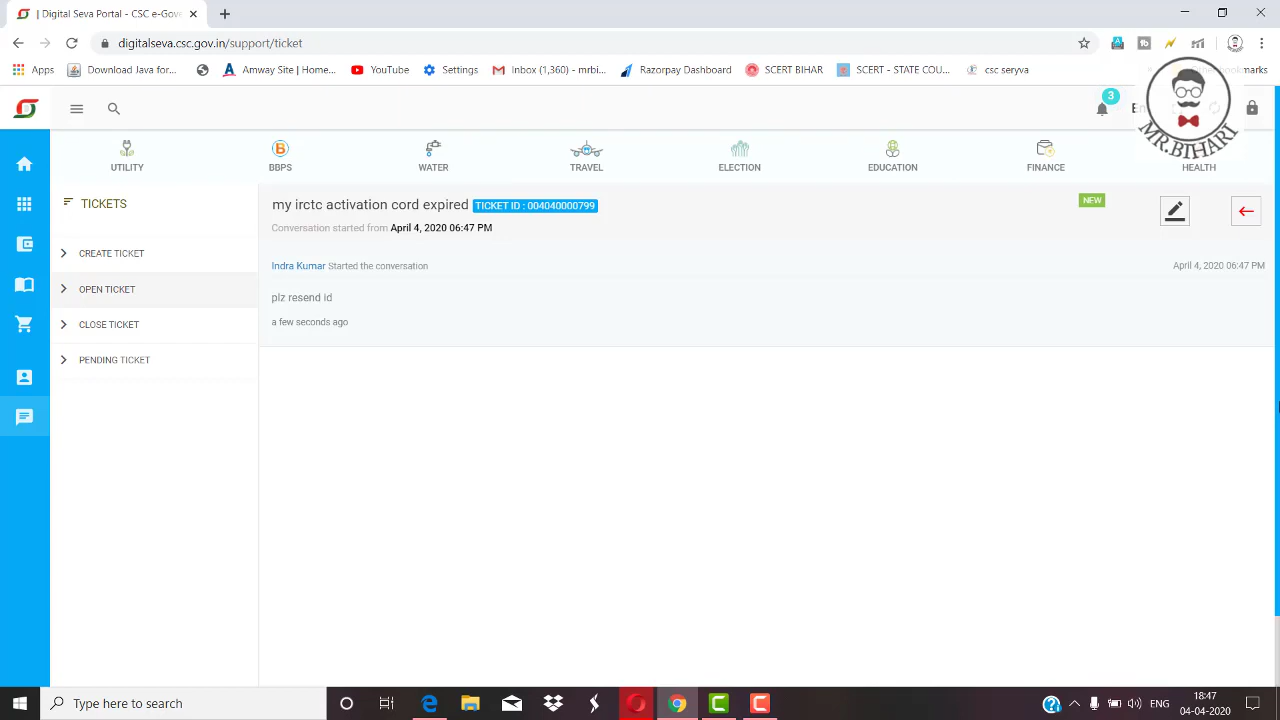 | Digital Seva Portal - CSC e-Gove
digitalseva.csc.gov.in/support/ticket
Apps
Download Java for...
Amway Site | Home...
YouTube
Settings
Inbox (1,360) - mrbi...
Razorpay Dashboard
SCERT BIHAR
SCERT - STATE COU...
csc seryva
3
MR.BIHARI
UTILITY
BBPS
WATER
TRAVEL
ELECTION
EDUCATION
FINANCE
HEALTH
TICKETS
CREATE TICKET
OPEN TICKET
CLOSE TICKET
PENDING TICKET
my irctc activation cord expired TICKET ID : 004040000799
NEW
Conversation started from April 4, 2020 06:47 PM
Indra Kumar Started the conversation
April 4, 2020 06:47 PM
plz resend id
a few seconds ago
Type here to search
ENG
18:47
04-04-2020